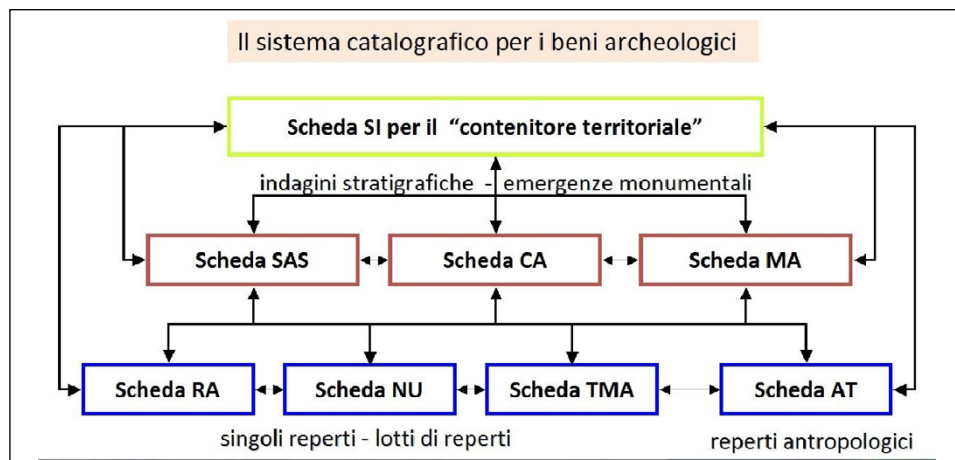 Il sistema catalografico per i beni archeologici
Scheda SI per il “contenitore territoriale”
indagini stratigrafiche - emergenze monumentali
Scheda SAS
Scheda CA
Scheda MA
Scheda RA
Scheda NU
Scheda TMA
Scheda AT
singoli reperti - lotti di reperti
reperti antropologici